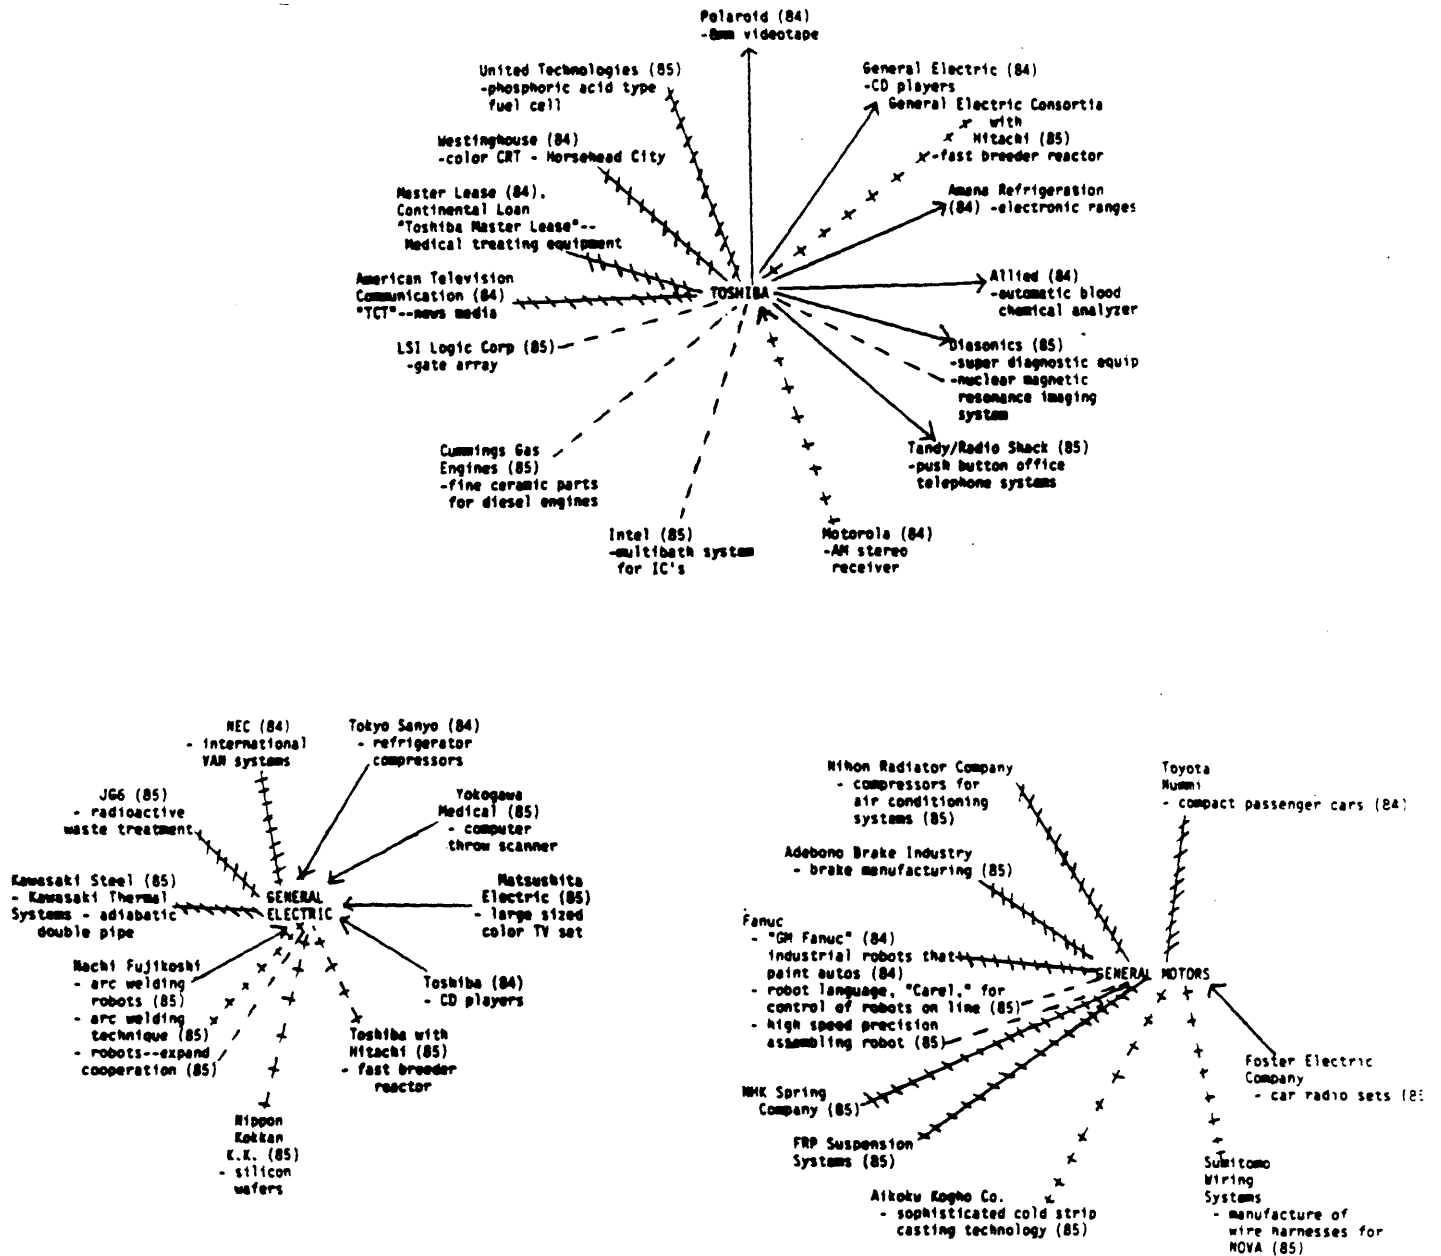 Polaroid (84)
-8mm videotape
United Technologies (85)
-phosphoric acid type
fuel cell
General Electric (84)
-CD players
General Electric Consortia
with
Hitachi (85)
-fast breeder reactor
Westinghouse (84)
-color CRT - Horsehead City
Master Lease (84),
Continental Loan
"Toshiba Master Lease"--
Medical treating equipment
Amana Refrigeration
(84) -electronic ranges
American Television
Communication (84)
"TCT"--news media
TOSHIBA
Allied (84)
-automatic blood
chemical analyzer
LSI Logic Corp (85)
-gate array
Diasonics (85)
-super diagnostic equip
-nuclear magnetic
resonance imaging
system
Cummings Gas
Engines (85)
-fine ceramic parts
for diesel engines
Tandy/Radio Shack (85)
-push button office
telephone systems
Intel (85)
-multibath system
for IC's
Motorola (84)
-AM stereo
receiver
NEC (84)
- international
VAN systems
Tokyo Sanyo (84)
- refrigerator
compressors
JG6 (85)
- radioactive
waste treatment
Yokogawa
Medical (85)
- computer
throw scanner
Kawasaki Steel (85)
- Kawasaki Thermal
Systems - adiabatic
double pipe
GENERAL
ELECTRIC
Matsushita
Electric (85)
- large sized
color TV set
Nachi Fujikoshi
- arc welding
robots (85)
- arc welding
technique (85)
- robots--expand
cooperation (85)
Toshiba (84)
- CD players
Toshiba with
Hitachi (85)
- fast breeder
reactor
Nippon
Kokkan
K.K. (85)
- silicon
wafers
Nihon Radiator Company
- compressors for
air conditioning
systems (85)
Toyota
Nummi
- compact passenger cars (84)
Adebono Brake Industry
- brake manufacturing (85)
Fanuc
- "GM Fanuc" (84)
industrial robots that
paint autos (84)
- robot language, "Carel," for
control of robots on line (85)
- high speed precision
assembling robot (85)
GENERAL MOTORS
NHK Spring
Company (85)
FRP Suspension
Systems (85)
Aikoku Kogho Co.
- sophisticated cold strip
casting technology (85)
Foster Electric
Company
- car radio sets (85
Sumitomo
Wiring
Systems
- manufacture of
wire harnesses for
NOVA (85)